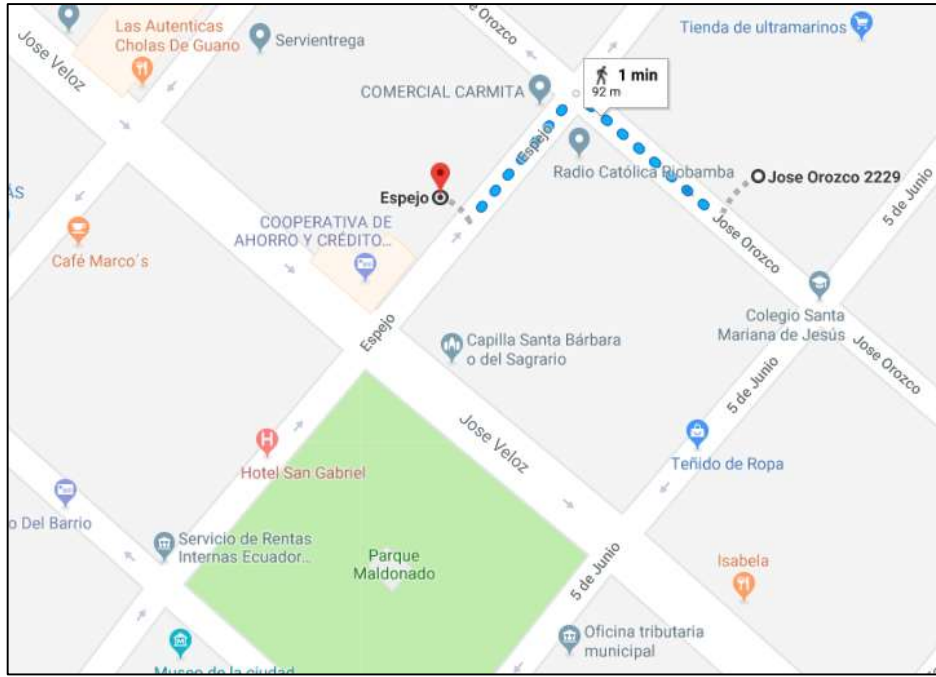 Jose Orozco
Las Autenticas
Cholas De Guano
Servientrega
Tienda de ultramarinos
Jose Veloz
1 min
92 m
COMERCIAL CARMITA
Espejo
Radio Católica Riobamba
Jose Orozco 2229
Espejo
ÁS
COOPERATIVA DE
AHORRO Y CRÉDITO...
5 de Junio
Jose Orozco
Café Marco´s
Colegio Santa
Mariana de Jesús
Espejo
Capilla Santa Bárbara
o del Sagrario
Jose Orozco
5 de Junio
Jose Veloz
H
Hotel San Gabriel
Teñido de Ropa
o Del Barrio
Servicio de Rentas
Internas Ecuador...
Parque
Maldonado
5 de Junio
Isabela
Oficina tributaria
municipal
M
Museo de la ciudad